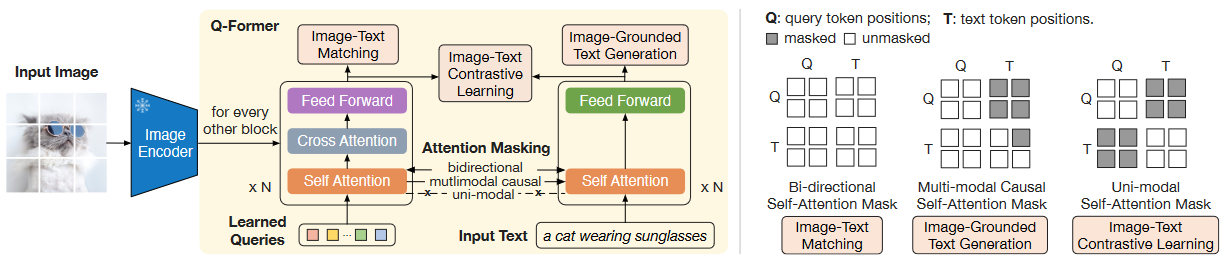 Q-Former
Input Image
Image
Encoder
for every
other block
Image-Text
Matching
Image-Text
Contrastive
Learning
Image-Grounded
Text Generation
Feed Forward
Cross Attention
Self Attention
x N
Feed Forward
Self Attention
x N
Attention Masking
bidirectional
mutlimodal causal
uni-modal
Learned
Queries
...
Input Text
a cat wearing sunglasses
Q: query token positions; T: text token positions.
masked unmasked
Q T
Q
T
Bi-directional
Self-Attention Mask
Image-Text
Matching
Q T
Q
T
Multi-modal Causal
Self-Attention Mask
Image-Grounded
Text Generation
Q T
Q
T
Uni-modal
Self-Attention Mask
Image-Text
Contrastive Learning